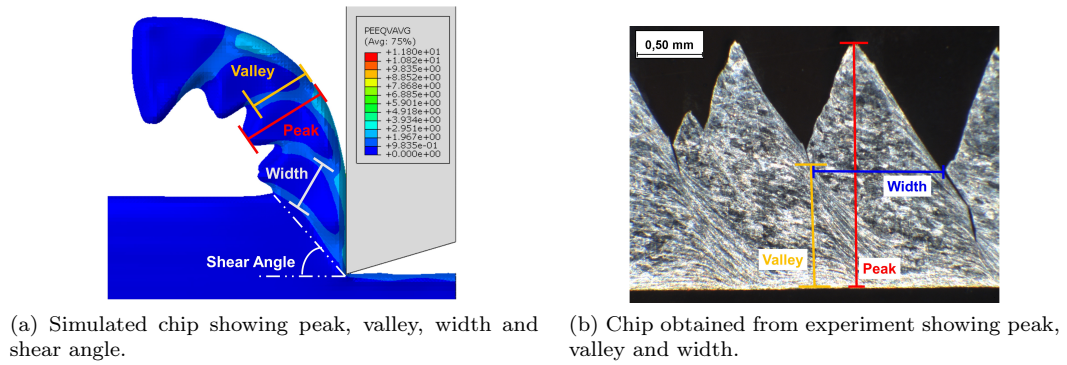 PEEQVAVG
(Avg: 75%)
+1.180e+01
+1.082e+01
+9.835e+00
+8.852e+00
+7.868e+00
+6.885e+00
+5.901e+00
+4.918e+00
+3.934e+00
+2.951e+00
+1.967e+00
+9.835e-01
+0.000e+00
Valley
Peak
Width
Shear Angle
(a) Simulated chip showing peak, valley, width and
shear angle.
0,50 mm
Width
Valley
Peak
(b) Chip obtained from experiment showing peak,
valley and width.